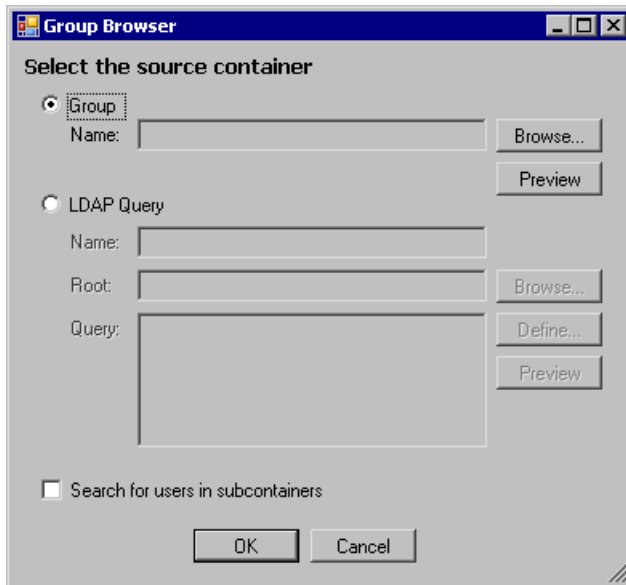 Group Browser
Select the source container
Group
Name:
Browse...
Preview
LDAP Query
Name:
Root:
Browse...
Query:
Define...
Preview
Search for users in subcontainers
OK
Cancel